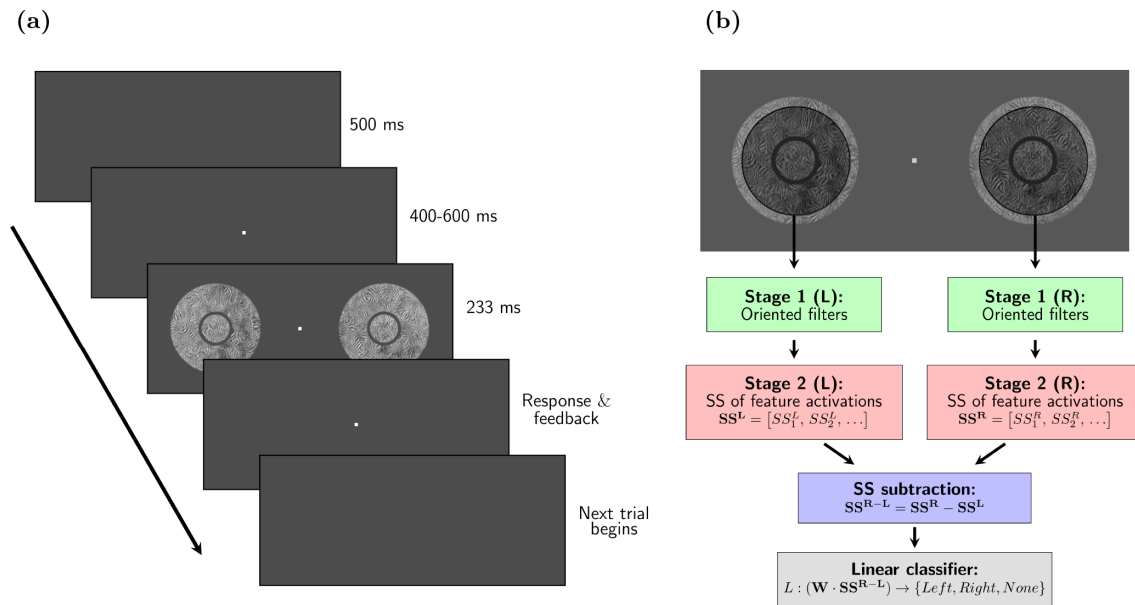 (a)
500 ms
400-600 ms
233 ms
Response &
feedback
Next trial
begins
(b)
Stage 1 (L):
Oriented filters
Stage 1 (R):
Oriented filters
Stage 2 (L):
SS of feature activations
SS^L = [SS_1^L, SS_2^L, …]
Stage 2 (R):
SS of feature activations
SS^R = [SS_1^R, SS_2^R, …]
SS subtraction:
SS^{R−L} = SS^R − SS^L
Linear classifier:
L : (W · SS^{R−L}) → {Left, Right, None}